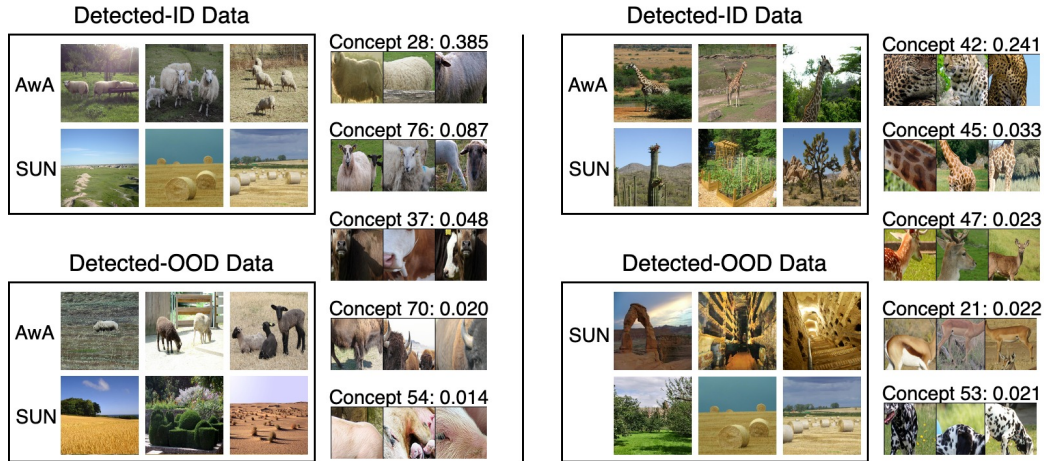 Detected-ID Data
AwA
SUN
Detected-OOD Data
AwA
SUN
Concept 28: 0.385
Concept 76: 0.087
Concept 37: 0.048
Concept 70: 0.020
Concept 54: 0.014
Detected-ID Data
AwA
SUN
Detected-OOD Data
SUN
Concept 42: 0.241
Concept 45: 0.033
Concept 47: 0.023
Concept 21: 0.022
Concept 53: 0.021